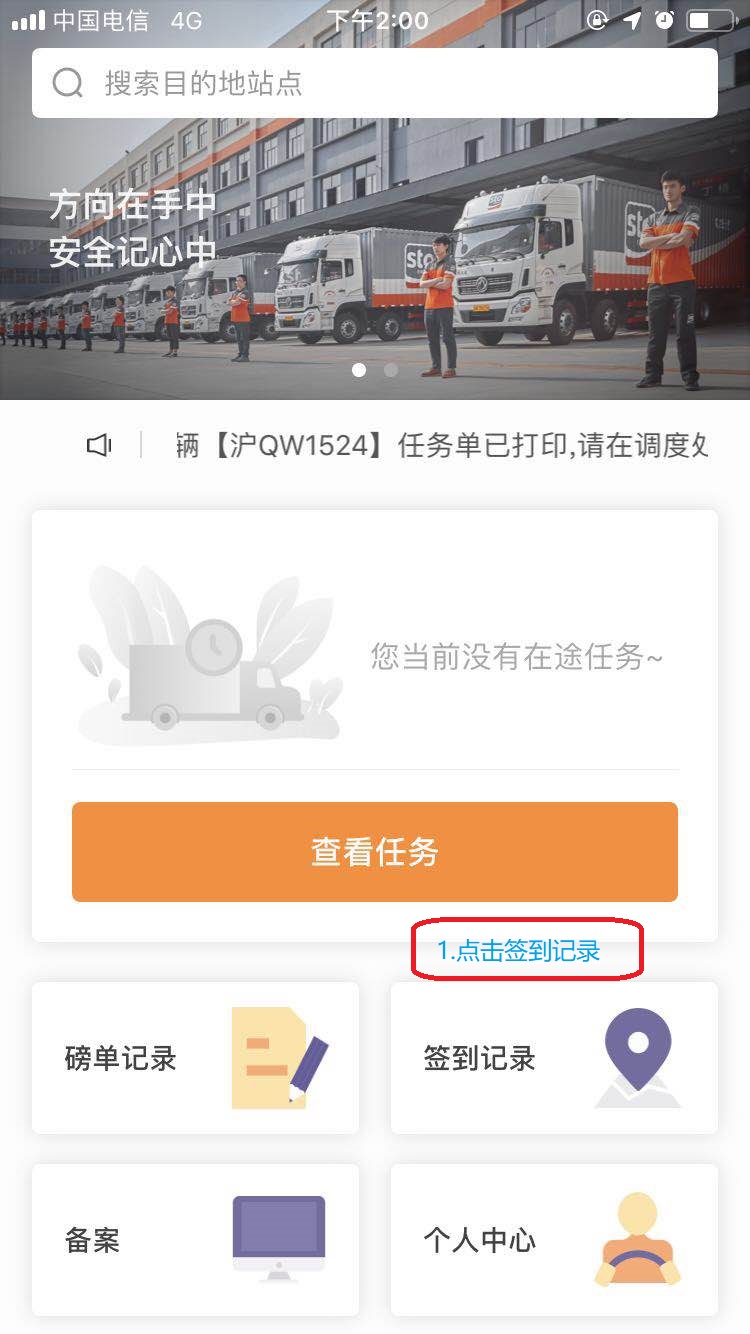 中国电信 4G 下午2:00
搜索目的地站点
方向在手中
安全记心中
sto
sto
sto
辆【沪QW1524】任务单已打印,请在调度处
您当前没有在途任务~
查看任务
1.点击签到记录
磅单记录
签到记录
备案
个人中心